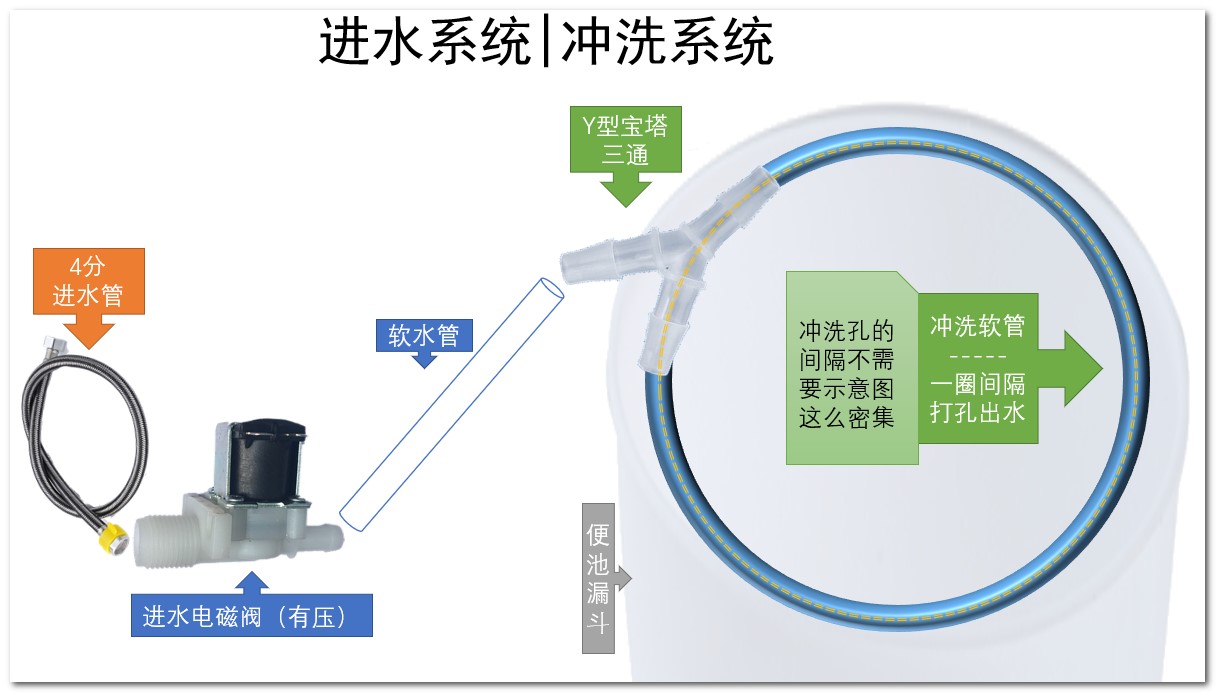 进水系统|冲洗系统
Y型宝塔
三通
4分
进水管
软水管
冲洗孔的
间隔不需
要示意图
这么密集
冲洗软管
-----
一圈间隔
打孔出水
便
池
漏
斗
进水电磁阀（有压）